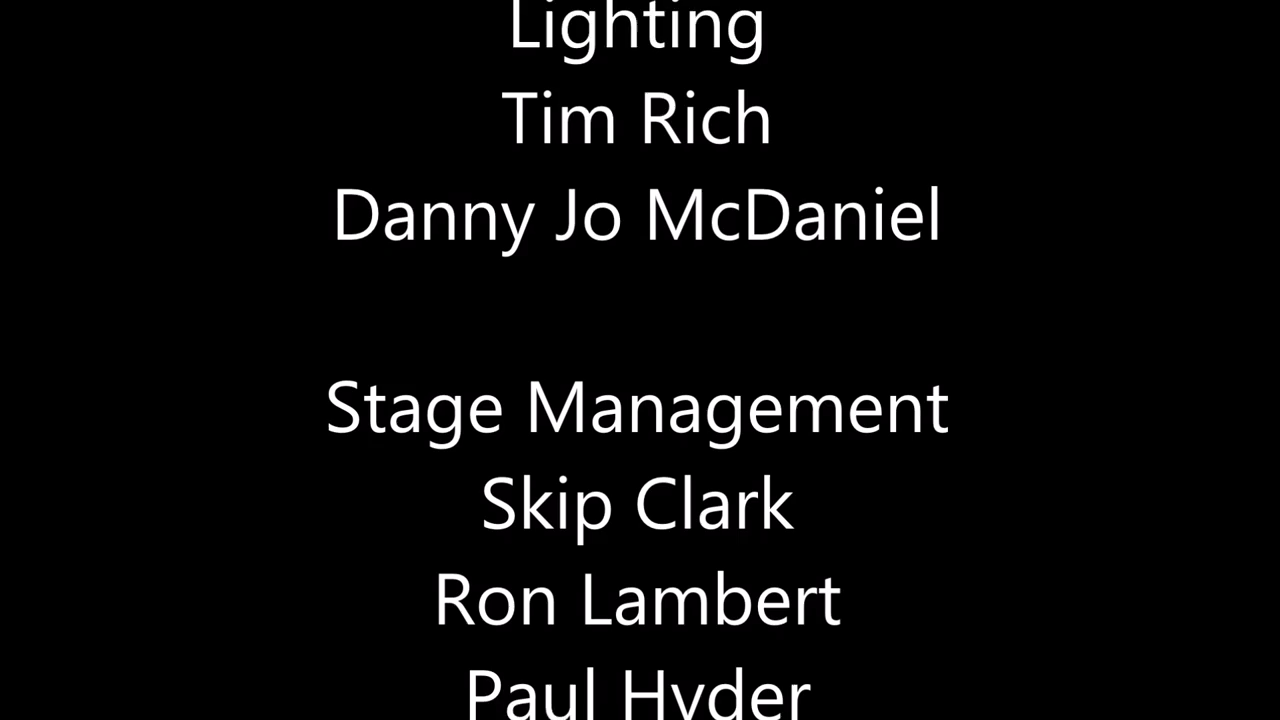 Lighting
Tim Rich
Danny Jo McDaniel
Stage Management
Skip Clark
Ron Lambert
Paul Hyder